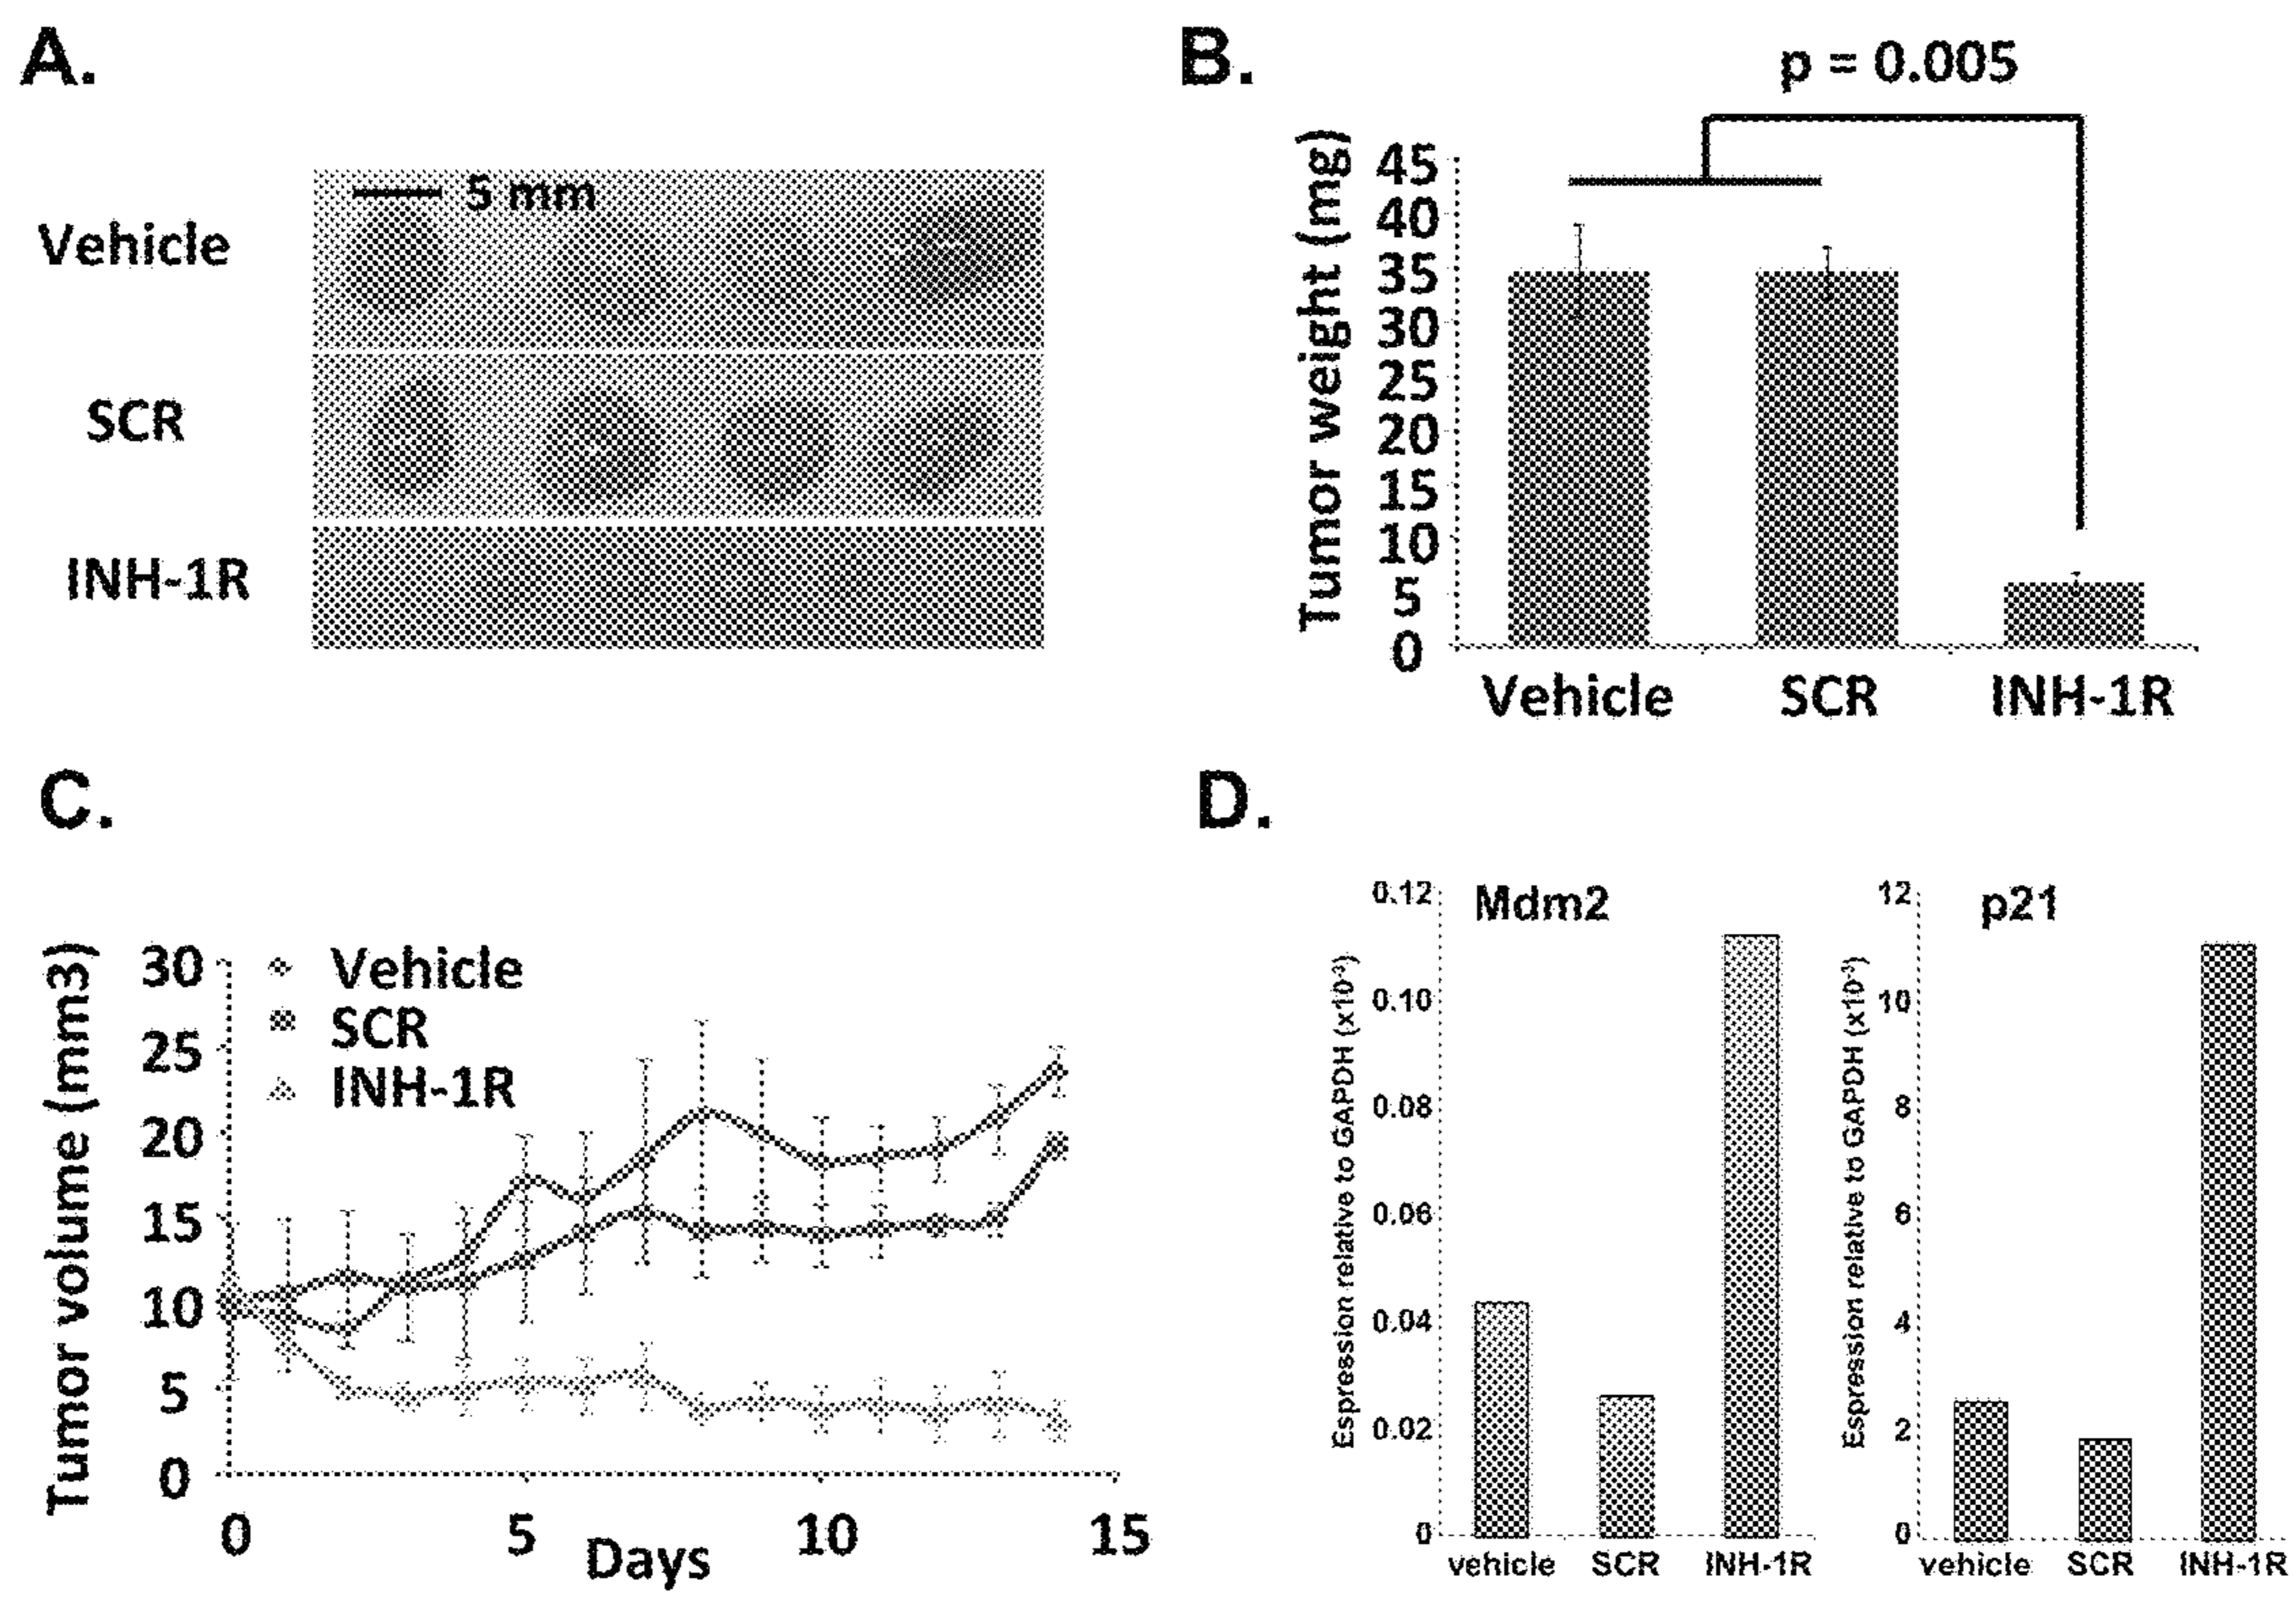 A.
5 mm
Vehicle
SCR
INH-1R
B.
p = 0.005
Tumor weight (mg)
45
40
35
30
25
20
15
10
5
0
Vehicle SCR INH-1R
C.
Tumor volume (mm3)
30
25
20
15
10
5
0
Vehicle
SCR
INH-1R
0 5 10 15
Days
D.
Mdm2
Espression relative to GAPDH (x10⁻³)
0.12
0.10
0.08
0.06
0.04
0.02
0
vehicle SCR INH-1R
p21
Espression relative to GAPDH (x10⁻³)
12
10
8
6
4
2
0
vehicle SCR INH-1R